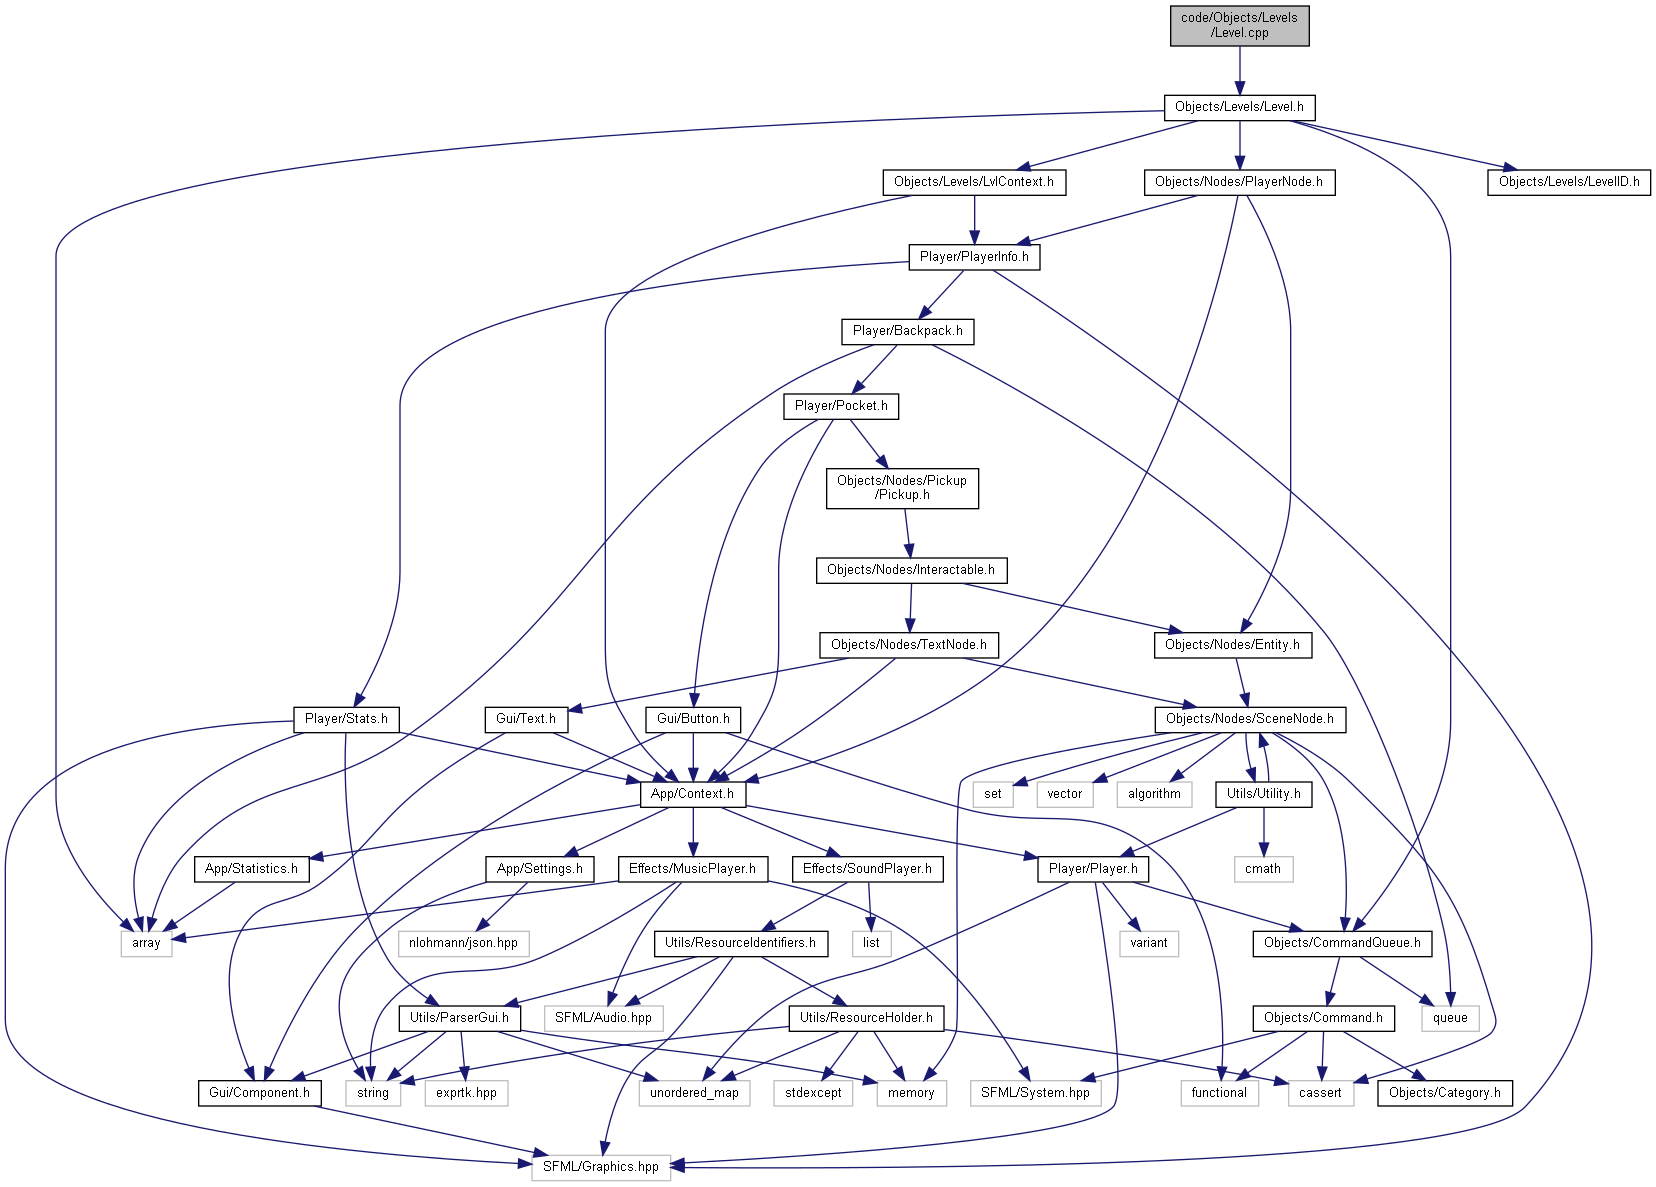 code/Objects/Levels
/Level.cpp
Objects/Levels/Level.h
Objects/Levels/LvlContext.h
Objects/Nodes/PlayerNode.h
Objects/Levels/LevelID.h
Player/PlayerInfo.h
Player/Backpack.h
Player/Pocket.h
Objects/Nodes/Pickup
/Pickup.h
Objects/Nodes/Interactable.h
Objects/Nodes/TextNode.h
Objects/Nodes/Entity.h
Player/Stats.h
Gui/Text.h
Gui/Button.h
Objects/Nodes/SceneNode.h
App/Context.h
set
vector
algorithm
Utils/Utility.h
App/Statistics.h
App/Settings.h
Effects/MusicPlayer.h
Effects/SoundPlayer.h
Player/Player.h
cmath
array
nlohmann/json.hpp
Utils/ResourceIdentifiers.h
list
variant
Objects/CommandQueue.h
Utils/ParserGui.h
SFML/Audio.hpp
Utils/ResourceHolder.h
Objects/Command.h
queue
Gui/Component.h
string
exprtk.hpp
unordered_map
stdexcept
memory
SFML/System.hpp
functional
cassert
Objects/Category.h
SFML/Graphics.hpp